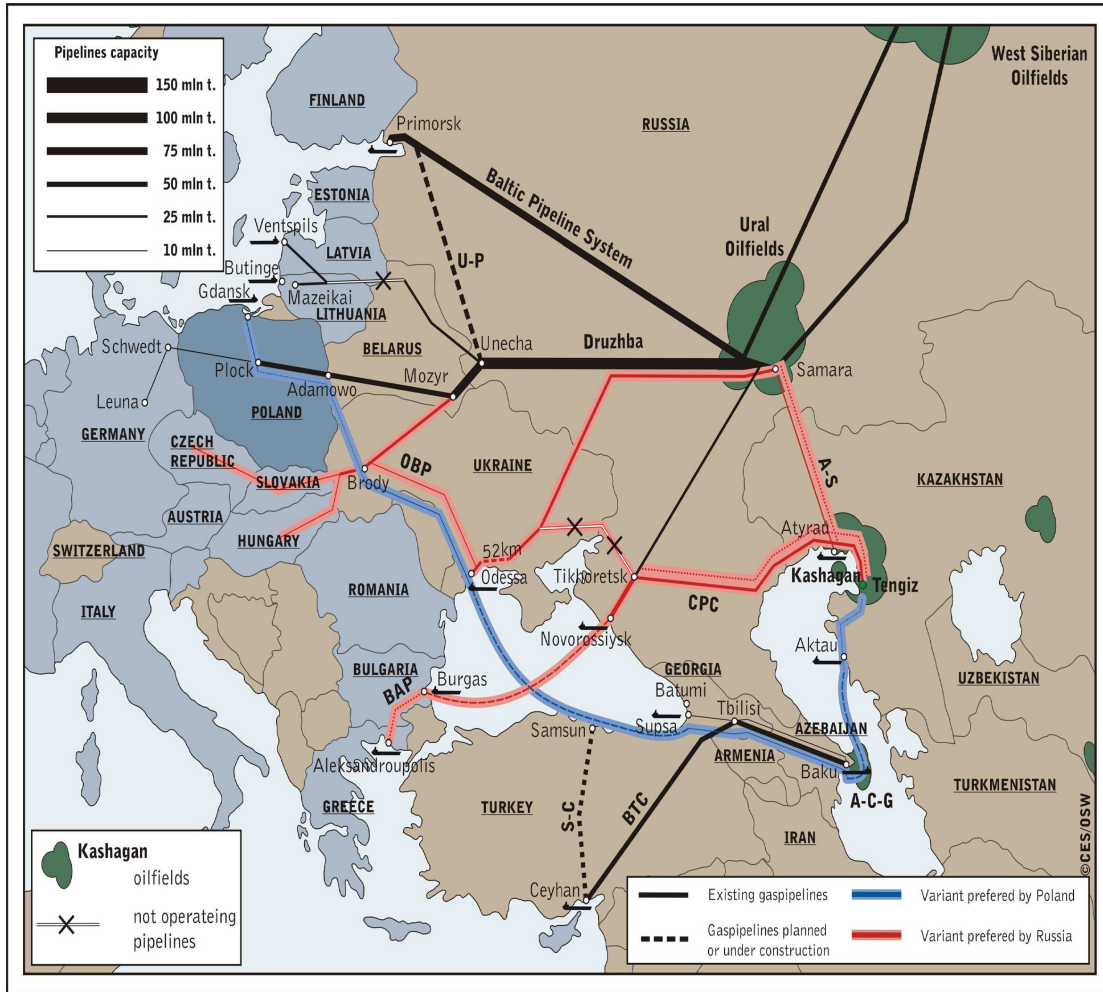 Pipelines capacity
150 mln t.
100 mln t.
75 mln t.
50 mln t.
25 mln t.
10 mln t.
West Siberian
Oilfields
FINLAND
RUSSIA
Primorsk
Baltic Pipeline System
ESTONIA
Ural
Oilfields
Ventspils
LATVIA
U-P
Butinge
Gdansk
Mazeikai
LITHUANIA
Schwedt
BELARUS
Unecha
Druzhba
Plock
Mozyr
Samara
Adamowo
Leuna
POLAND
GERMANY
CZECH
REPUBLIC
OBP
UKRAINE
A-S
KAZAKHSTAN
SLOVAKIA
Brody
AUSTRIA
Atyrau
HUNGARY
SWITZERLAND
52km
Odessa
Tikhoretsk
Kashagan
Tengiz
ROMANIA
CPC
ITALY
Novorossiysk
Aktau
BULGARIA
GEORGIA
UZBEKISTAN
BAP
Burgas
Batumi
Tbilisi
Samsun
Supsa
AZEBAIJAN
ARMENIA
Aleksandroupolis
Baku
TURKMENISTAN
GREECE
TURKEY
S-C
BTC
A-C-G
IRAN
©CES/OSW
Kashagan
oilfields
not operateing
pipelines
Ceyhan
Existing gaspipelines
Variant prefered by Poland
Gaspipelines planned
or under construction
Variant prefered by Russia